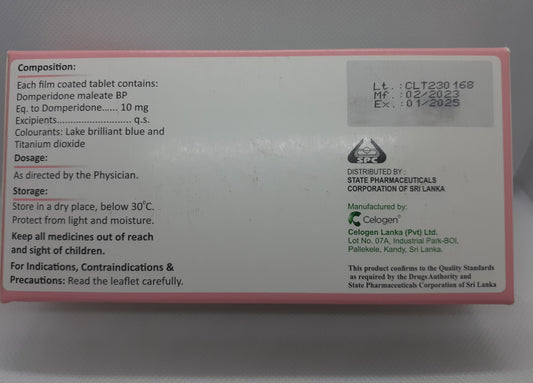 Composition:
Each film coated tablet contains:
Domperidone maleate BP
Eq. to Domperidone...... 10 mg
Excipients........................... q.s.
Colourants: Lake brilliant blue and
Titanium dioxide
Dosage:
As directed by the Physician.
Storage:
Store in a dry place, below 30°C.
Protect from light and moisture.
Keep all medicines out of reach
and sight of children.
For Indications, Contraindications &
Precautions: Read the leaflet carefully.
Lt. :CLT230168
Mf. :02/2023
Ex. :01/2025
SPC
DISTRIBUTED BY :
STATE PHARMACEUTICALS
CORPORATION OF SRI LANKA
Manufactured by:
Celogen®
Celogen Lanka (Pvt) Ltd.
Lot No. 07A, Industrial Park-BOI,
Pallekele, Kandy, Sri Lanka.
This product confirms to the Quality Standards
as required by the Drugs Authority and
State Pharmaceuticals Corporation of Sri Lanka